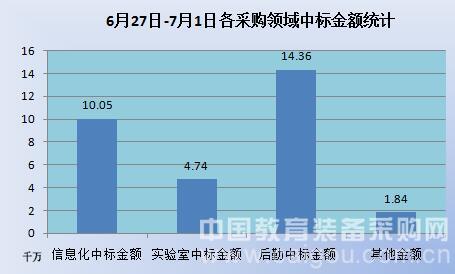 6月27日-7月1日各采购领域中标金额统计
16
14
12
10
8
6
4
2
0
10.05
4.74
14.36
1.84
千万
信息化中标金额
实验室中标金额
后勤中标金额
其他金额
中国教育装备采购网